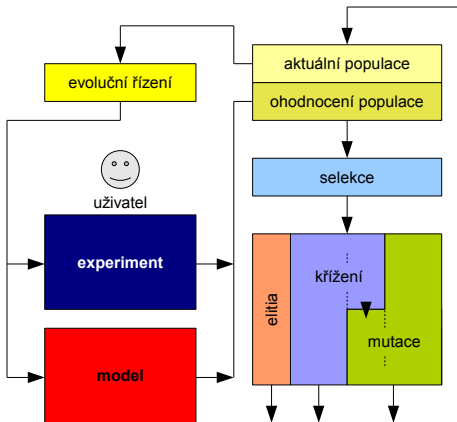 aktuální populace
evoluční řízení
ohodnocení populace
selekce
uživatel
experiment
elitia
křížení
mutace
model